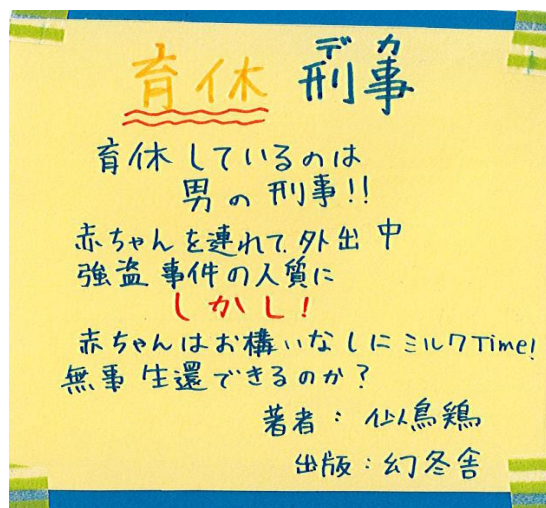 デカ
育休 刑事
育休しているのは
男の刑事!!
赤ちゃんを連れて外出中
強盗事件の人質に
しかし!
赤ちゃんはお構いなしにミルクTime!
無事生還できるのか?
著者:似鳥鶏
出版:幻冬舎